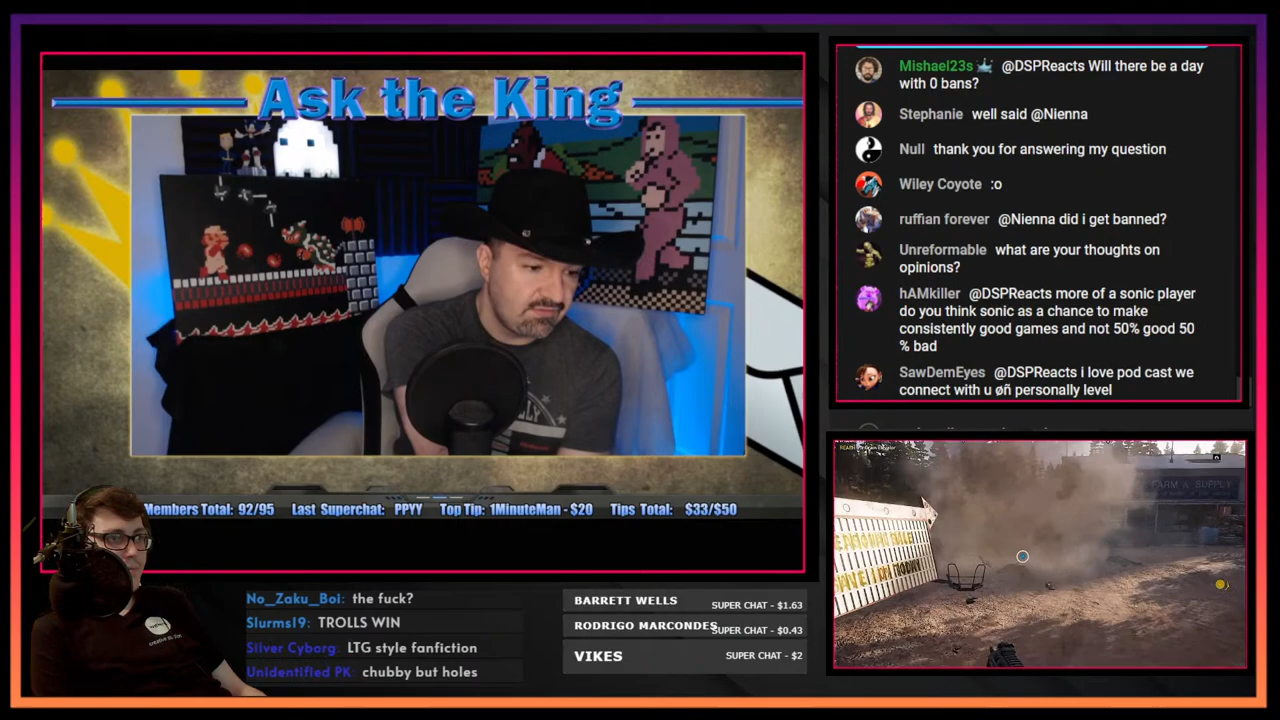 Ask the King
Members Total: 92/95 Last Superchat: PPYY Top Tip: 1MinuteMan - $20 Tips Total: $33/$50
Mishael23s @DSPReacts Will there be a day
with 0 bans?
Stephanie well said @Nienna
Null thank you for answering my question
Wiley Coyote :o
ruffian forever @Nienna did i get banned?
Unreformable what are your thoughts on
opinions?
hAMkiller @DSPReacts more of a sonic player
do you think sonic as a chance to make
consistently good games and not 50% good 50
% bad
SawDemEyes @DSPReacts i love pod cast we
connect with u øñ personally level
FARM & SUPPLY
No_Zaku_Boi: the fuck?
Slurms19: TROLLS WIN
Silver Cyborg: LTG style fanfiction
Unidentified PK: chubby but holes
BARRETT WELLS SUPER CHAT - $1.63
RODRIGO MARCONDES SUPER CHAT - $0.43
VIKES SUPER CHAT - $2